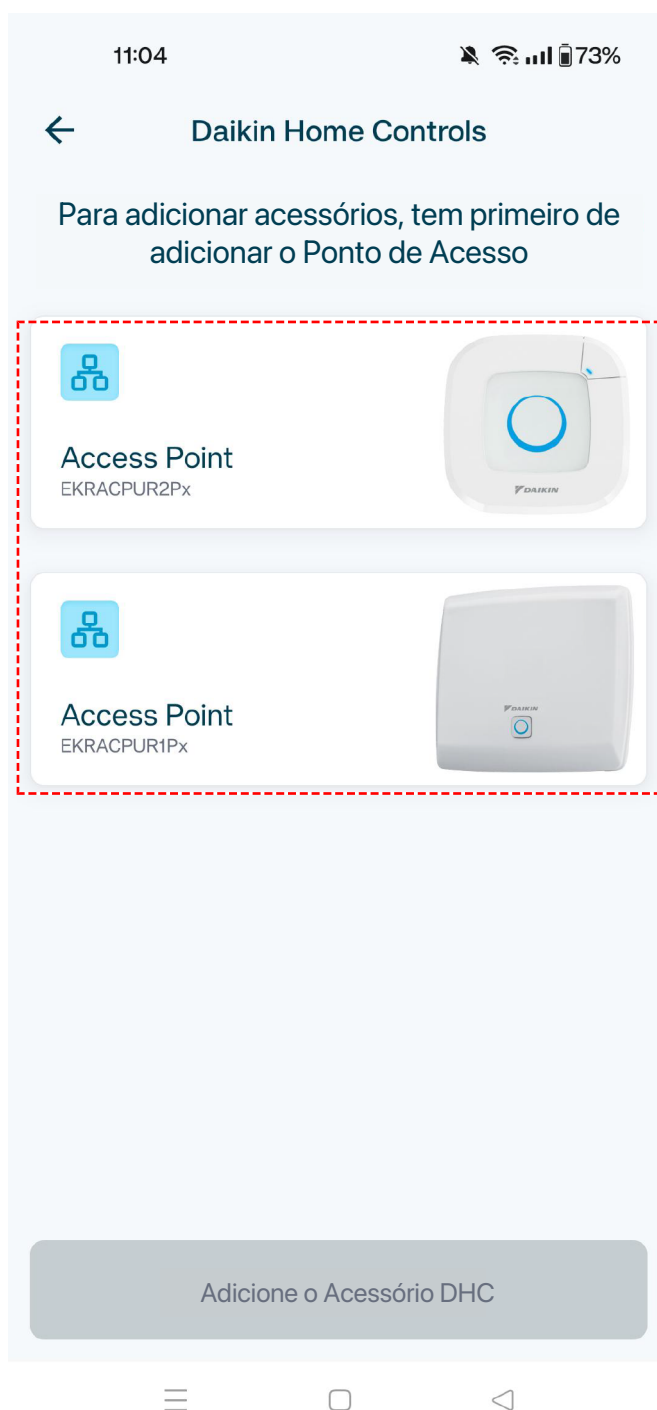 11:04
73%
Daikin Home Controls
Para adicionar acessórios, tem primeiro de
adicionar o Ponto de Acesso
Access Point
EKRACPUR2Px
DAIKIN
Access Point
EKRACPUR1Px
DAIKIN
Adicione o Acessório DHC